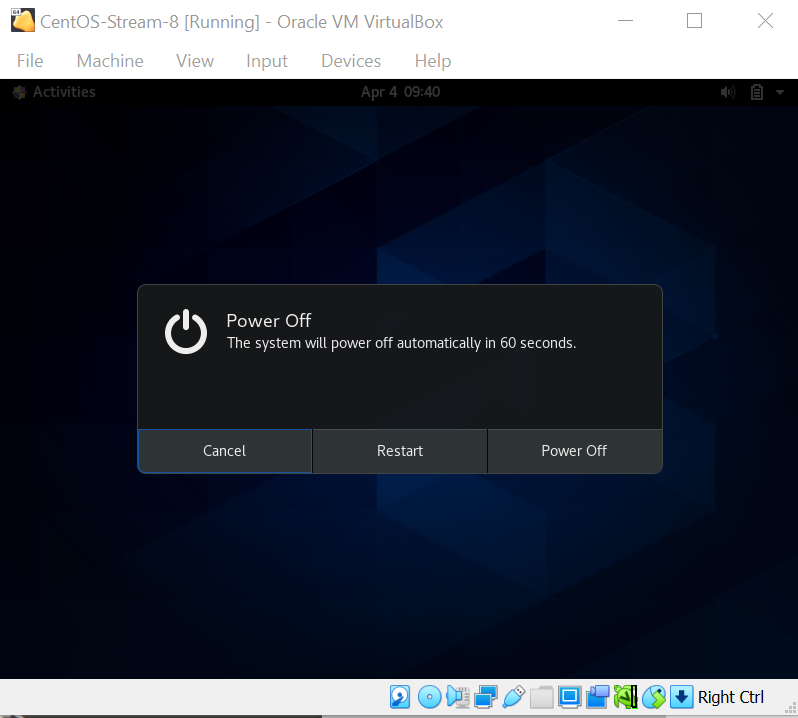 64
CentOS-Stream-8 [Running] - Oracle VM VirtualBox
File Machine View Input Devices Help
Activities Apr 4 09:40
Power Off
The system will power off automatically in 60 seconds.
Cancel Restart Power Off
Right Ctrl